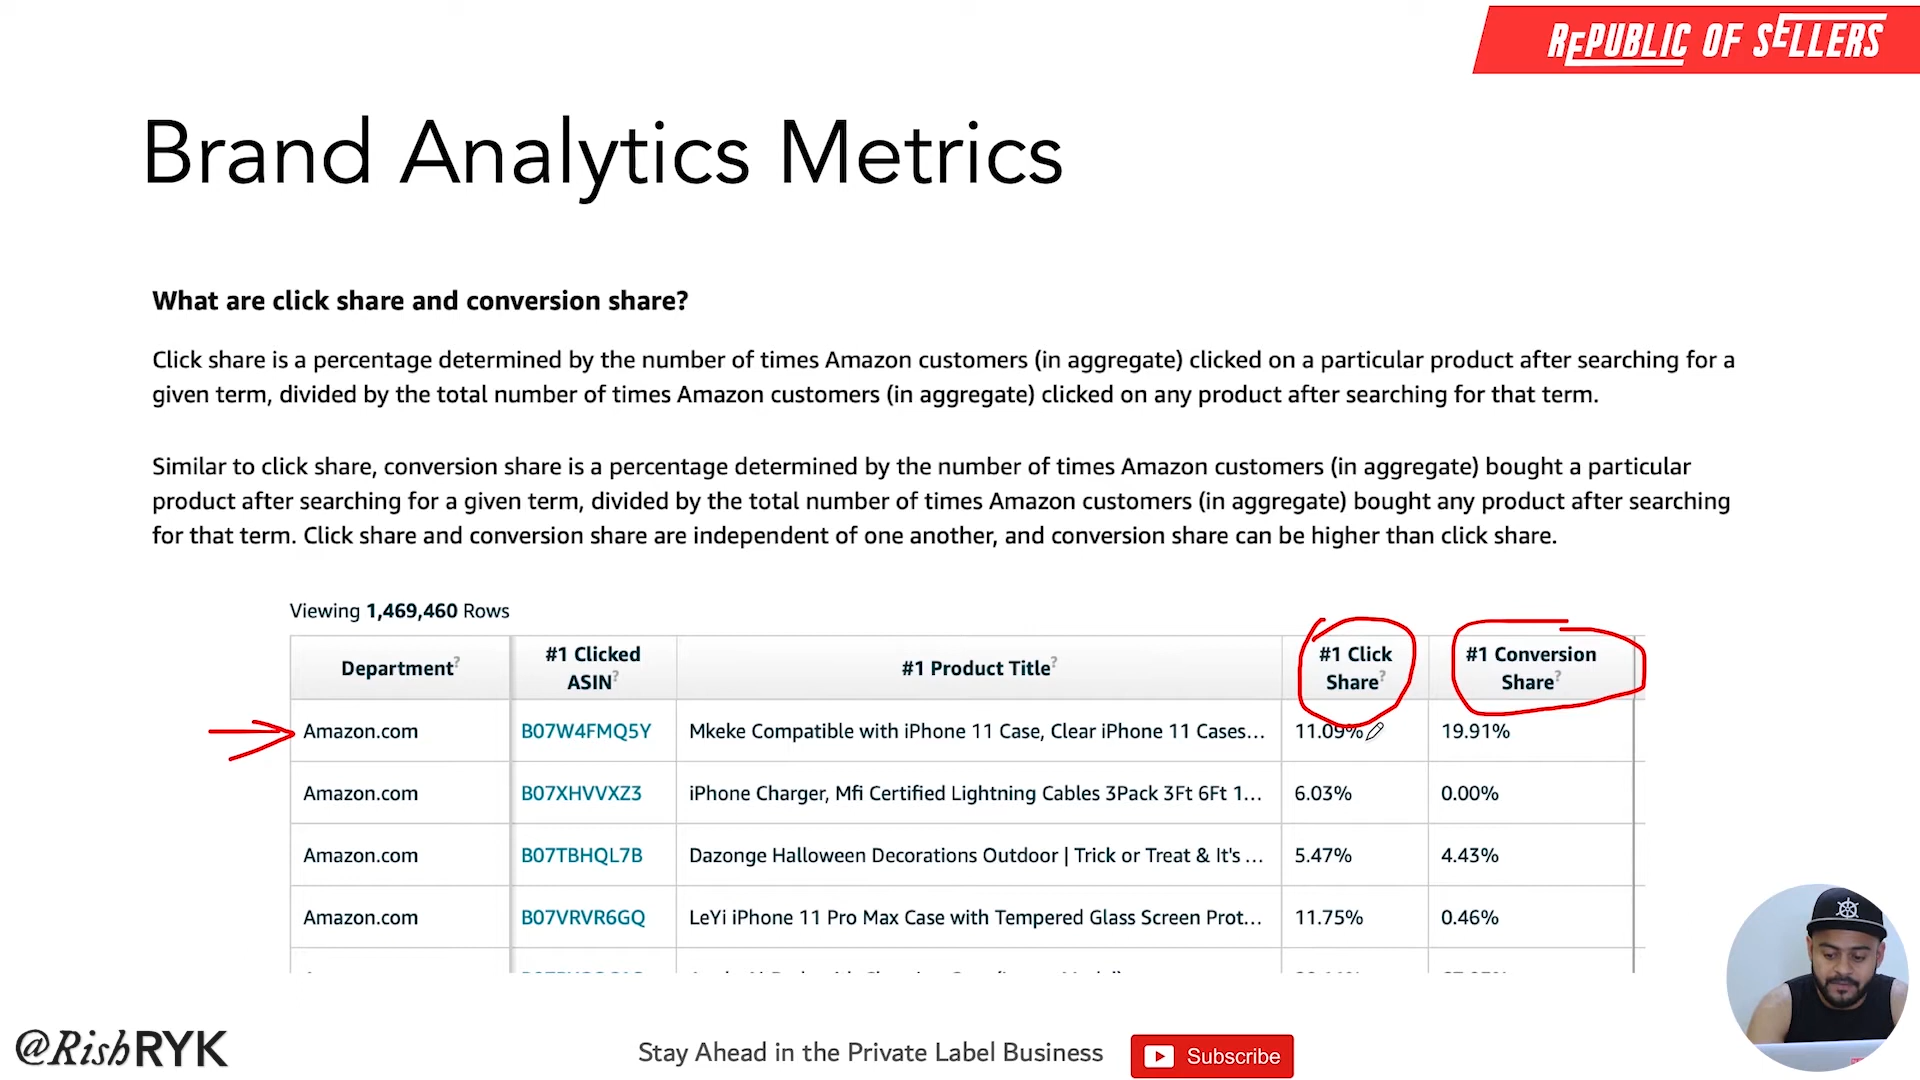 REPUBLIC OF SELLERS
Brand Analytics Metrics
What are click share and conversion share?
Click share is a percentage determined by the number of times Amazon customers (in aggregate) clicked on a particular product after searching for a
given term, divided by the total number of times Amazon customers (in aggregate) clicked on any product after searching for that term.
Similar to click share, conversion share is a percentage determined by the number of times Amazon customers (in aggregate) bought a particular
product after searching for a given term, divided by the total number of times Amazon customers (in aggregate) bought any product after searching
for that term. Click share and conversion share are independent of one another, and conversion share can be higher than click share.
Viewing 1,469,460 Rows
Department? #1 Clicked ASIN? #1 Product Title? #1 Click Share? #1 Conversion Share?
Amazon.com B07W4FMQ5Y Mkeke Compatible with iPhone 11 Case, Clear iPhone 11 Cases... 11.09% 19.91%
Amazon.com B07XHVVXZ3 iPhone Charger, Mfi Certified Lightning Cables 3Pack 3Ft 6Ft 1... 6.03% 0.00%
Amazon.com B07TBHQL7B Dazonge Halloween Decorations Outdoor | Trick or Treat & It's ... 5.47% 4.43%
Amazon.com B07VRVR6GQ LeYi iPhone 11 Pro Max Case with Tempered Glass Screen Prot... 11.75% 0.46%
@RishRYK
Stay Ahead in the Private Label Business
Subscribe